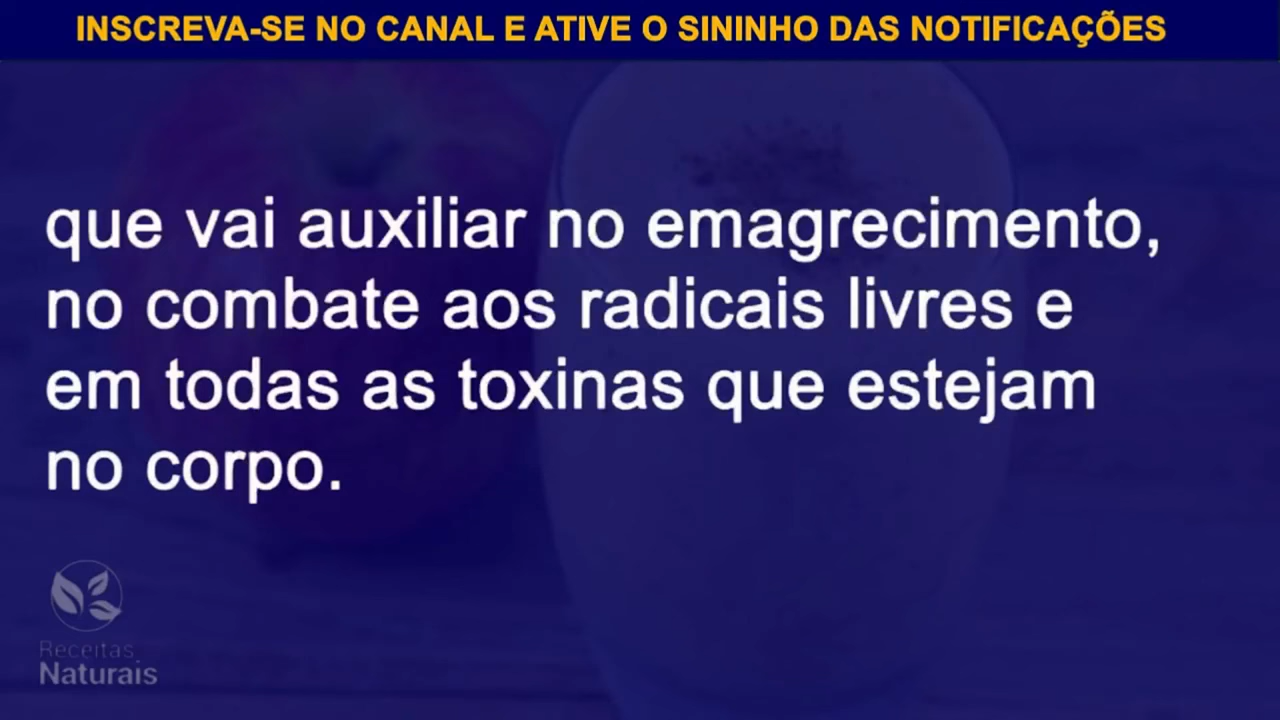 INSCREVA-SE NO CANAL E ATIVE O SININHO DAS NOTIFICAÇÕES
que vai auxiliar no emagrecimento,
no combate aos radicais livres e
em todas as toxinas que estejam
no corpo.
Receitas
Naturais